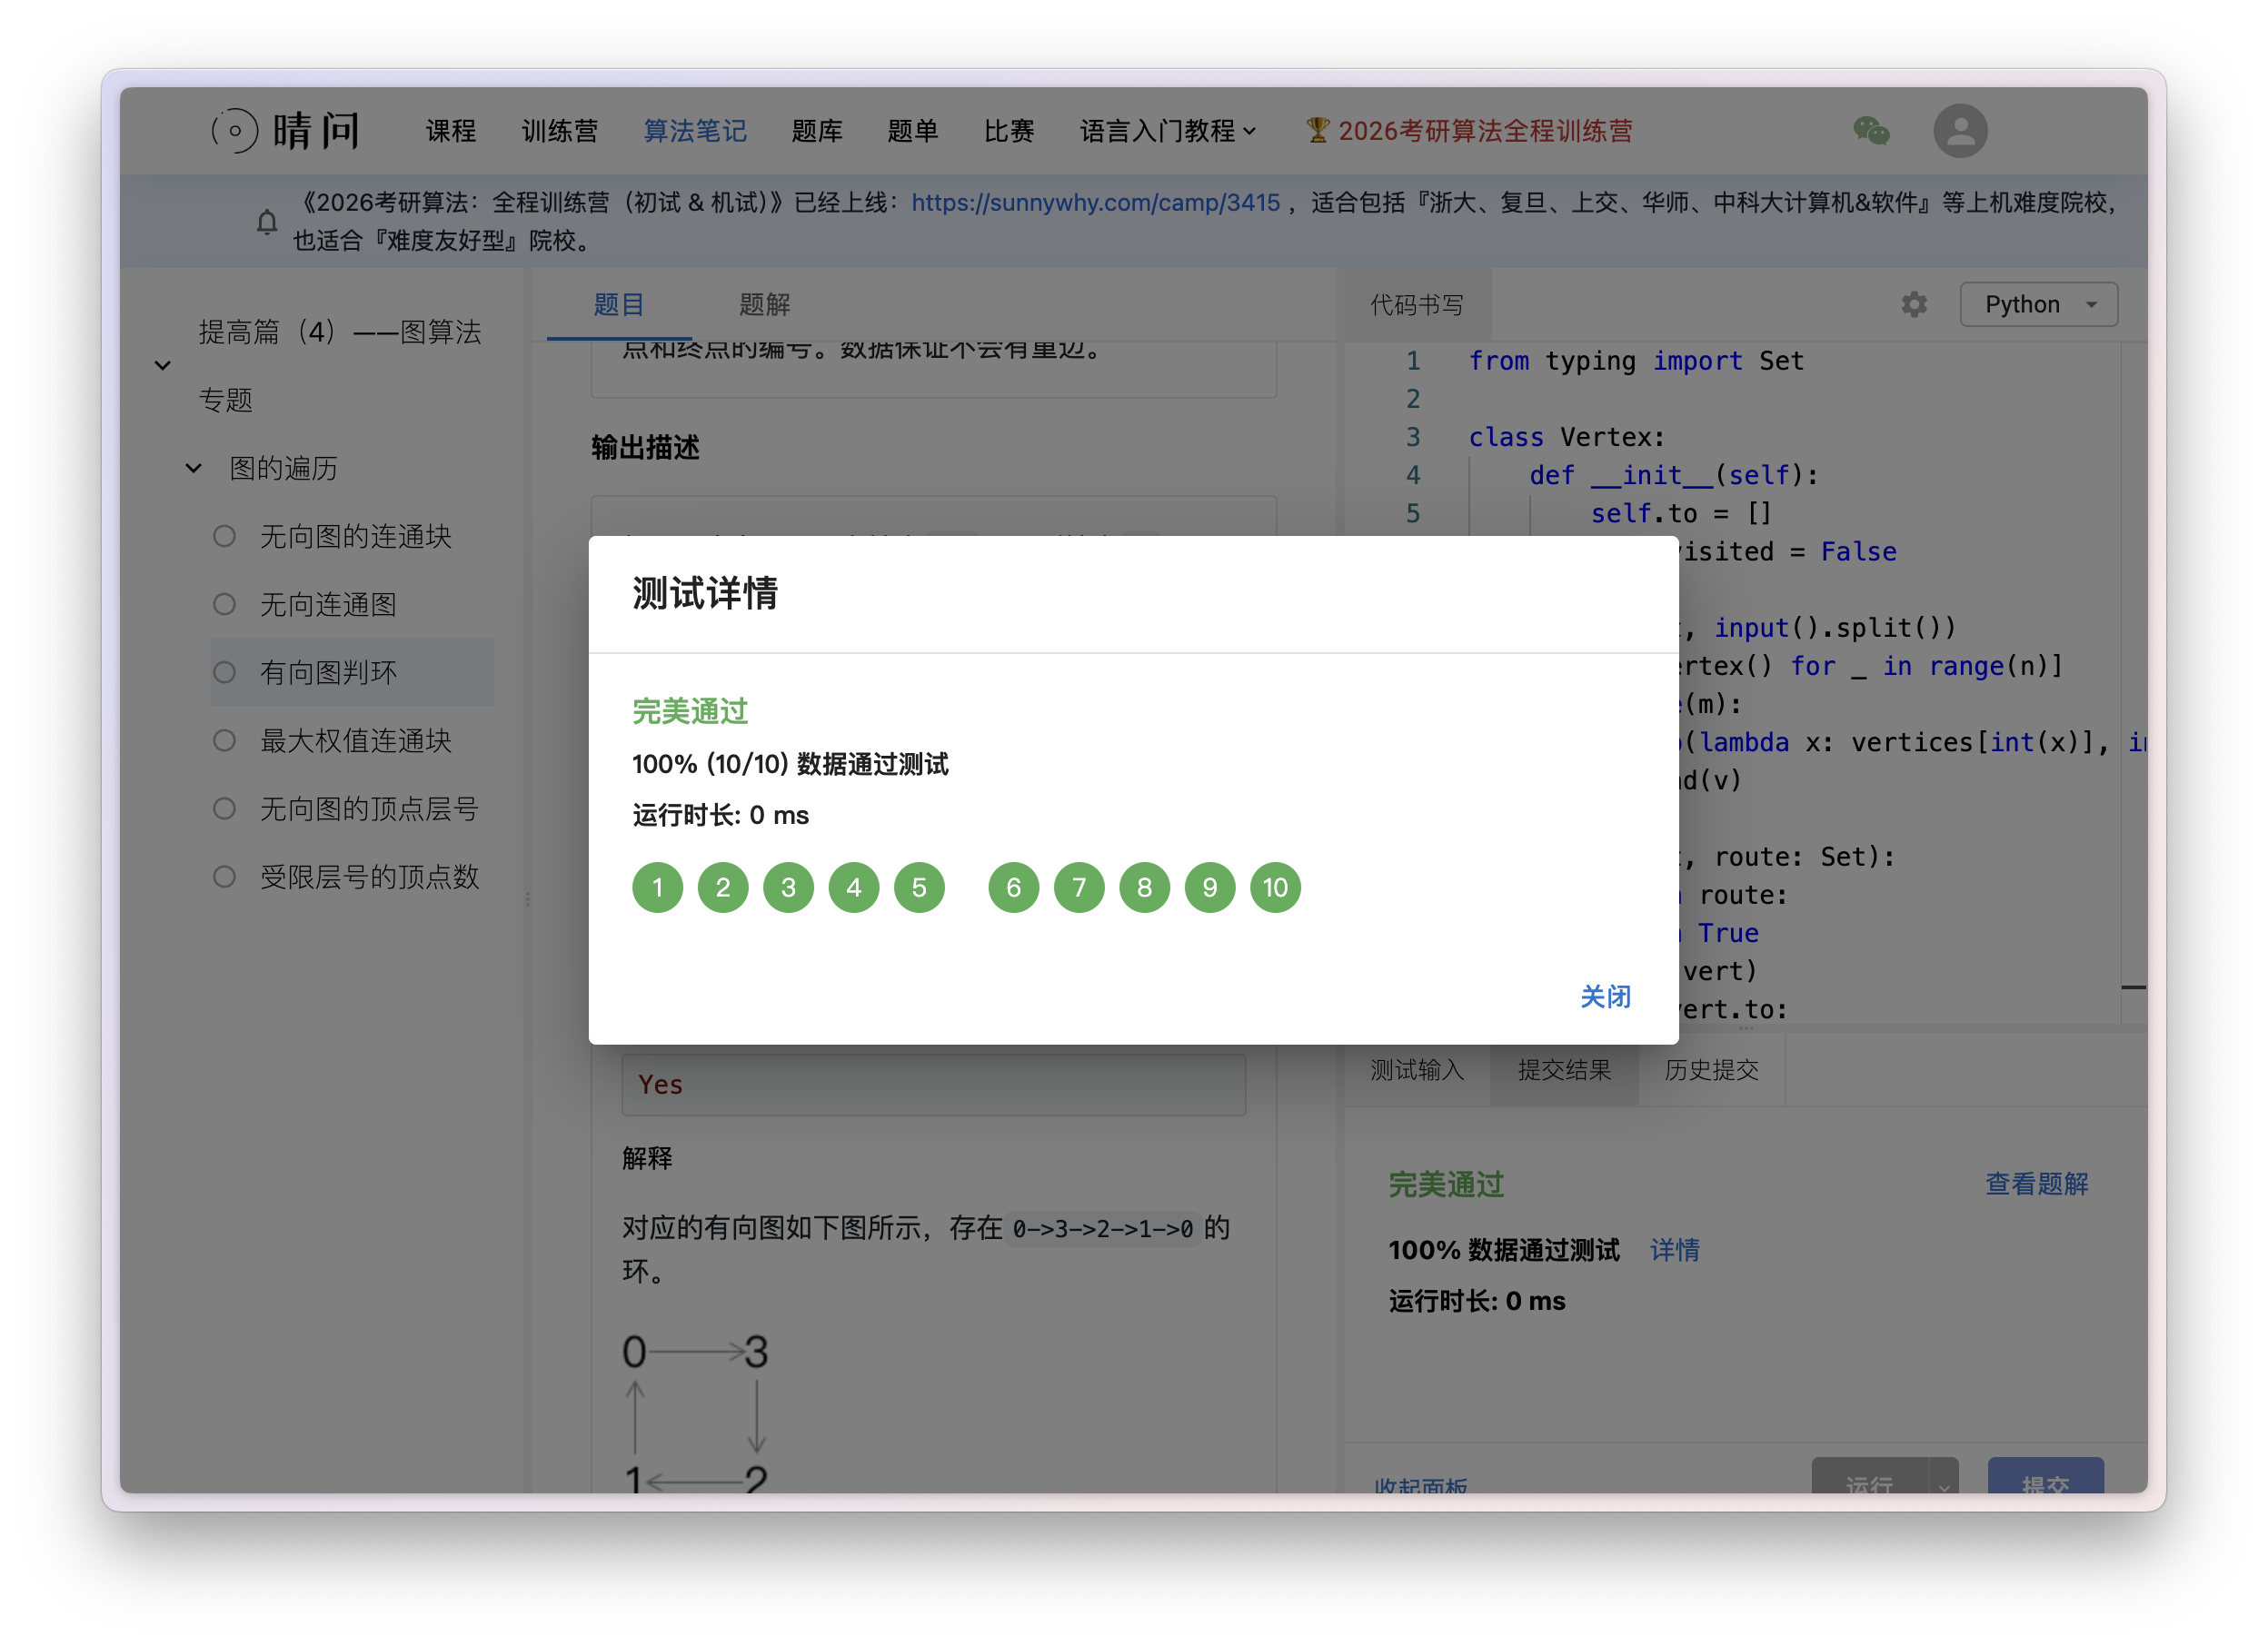 晴问
课程 训练营 算法笔记 题库 题单 比赛 语言入门教程 2026考研算法全程训练营
《2026考研算法：全程训练营（初试 & 机试）》已经上线：https://sunnywhy.com/camp/3415 ，适合包括『浙大、复旦、上交、华师、中科大计算机&软件』等上机难度院校，
也适合『难度友好型』院校。
提高篇（4）——图算法
专题
图的遍历
无向图的连通块
无向连通图
有向图判环
最大权值连通块
无向图的顶点层号
受限层号的顶点数
题目 题解
点和终点的编号。数据保证不会有重边。
输出描述
Yes
解释
对应的有向图如下图所示，存在 0->3->2->1->0 的
环。
0 3
1 2
代码书写 Python
1 from typing import Set
2
3 class Vertex:
4 def __init__(self):
5 self.to = []
isited = False
, input().split())
ertex() for _ in range(n)]
(m):
(lambda x: vertices[int(x)], i
d(v)
, route: Set):
route:
True
vert)
vert.to:
测试详情
完美通过
100% (10/10) 数据通过测试
运行时长: 0 ms
1 2 3 4 5 6 7 8 9 10
关闭
测试输入 提交结果 历史提交
完美通过 查看题解
100% 数据通过测试 详情
运行时长: 0 ms
收起面板 运行 提交